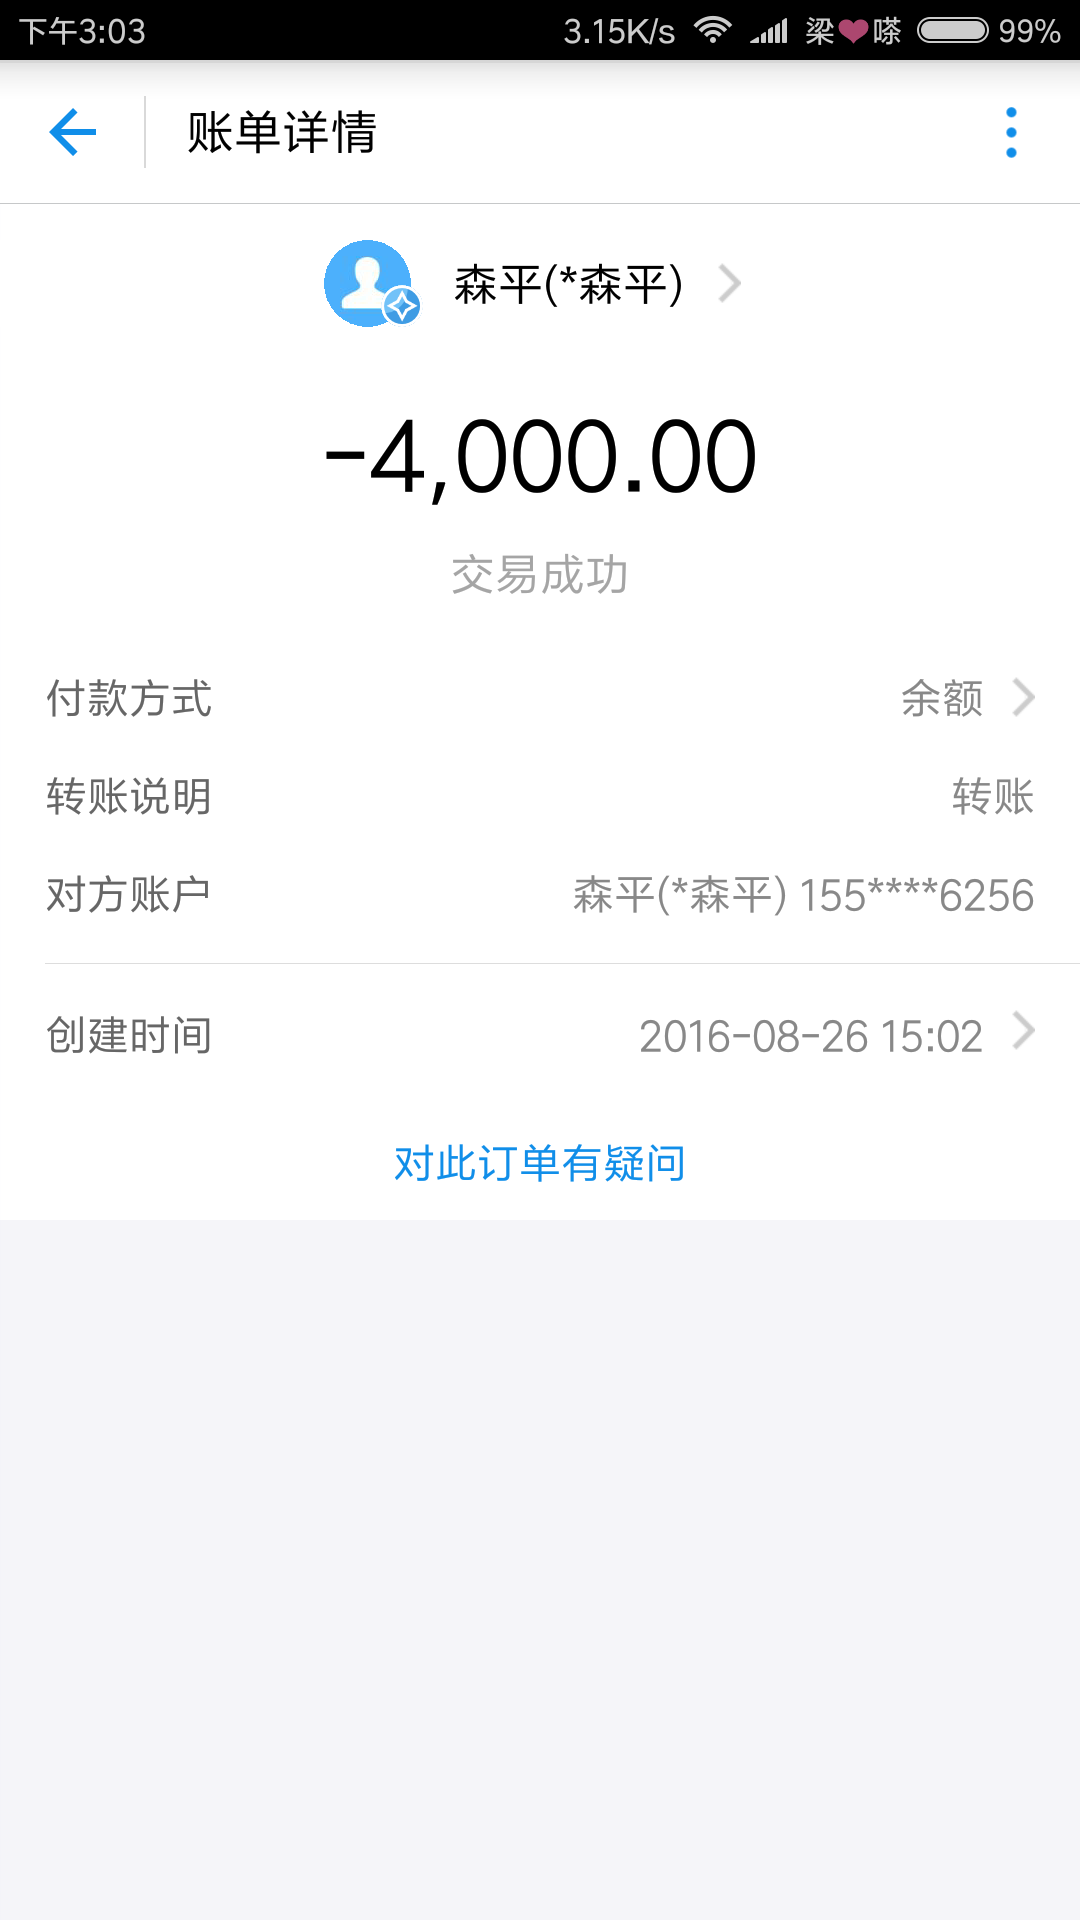 下午3:03 3.15K/s 梁❤嗏 99%
账单详情
森平(*森平)
-4,000.00
交易成功
付款方式 余额
转账说明 转账
对方账户 森平(*森平) 155****6256
创建时间 2016-08-26 15:02
对此订单有疑问